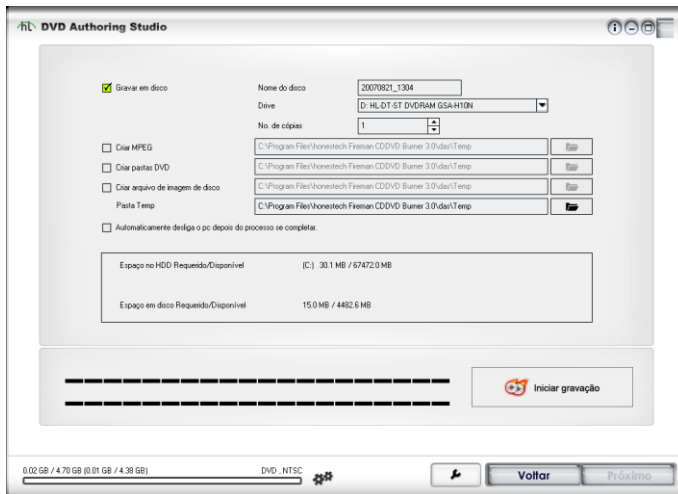 ht DVD Authoring Studio
Gravar em disco
Nome do disco 20070821_1304
Drive D: HL-DT-ST DVDRAM GSA-H10N
No. de cópias 1
Criar MPEG C:\Program Files\honestech Fireman CDDVD Burner 3.0\das\Temp
Criar pastas DVD C:\Program Files\honestech Fireman CDDVD Burner 3.0\das\Temp
Criar arquivo de imagem de disco C:\Program Files\honestech Fireman CDDVD Burner 3.0\das\Temp
Pasta Temp C:\Program Files\honestech Fireman CDDVD Burner 3.0\das\Temp
Automaticamente desliga o pc depois do processo se completar.
Espaço no HDD Requerido/Disponível (C:) 30.1 MB / 67472.0 MB
Espaço em disco Requerido/Disponível 15.0 MB / 4482.6 MB
Iniciar gravação
0.02 GB / 4.70 GB (0.01 GB / 4.38 GB) DVD , NTSC
Voltar
Próximo